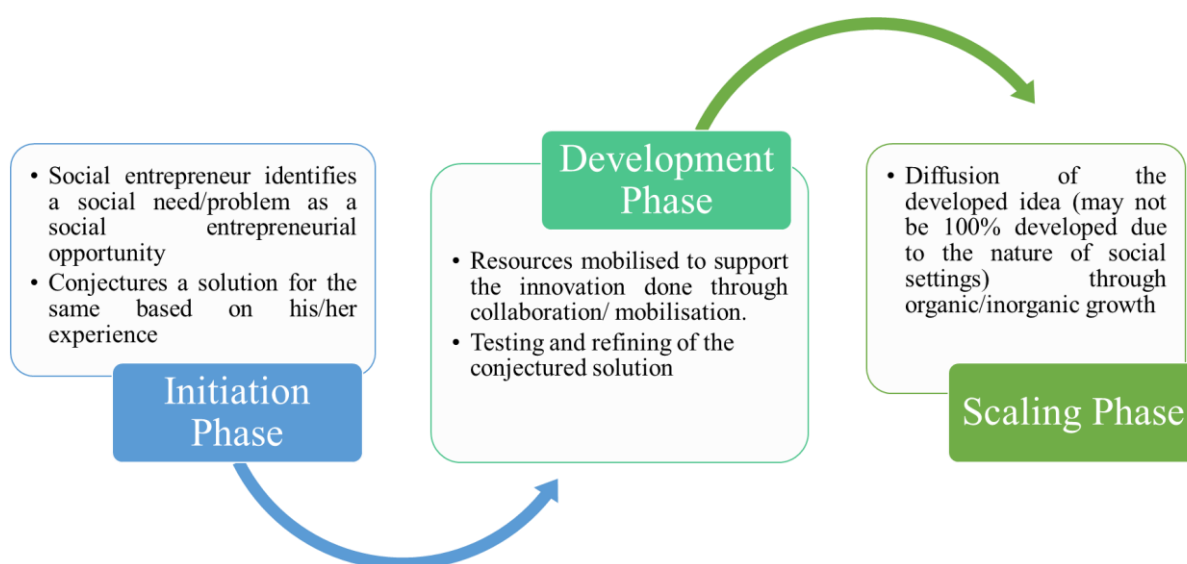 • Social entrepreneur identifies
a social need/problem as a
social entrepreneurial
opportunity
• Conjectures a solution for the
same based on his/her
experience
Initiation
Phase
Development
Phase
• Resources mobilised to support
the innovation done through
collaboration/ mobilisation.
• Testing and refining of the
conjectured solution
• Diffusion of the
developed idea (may not
be 100% developed due
to the nature of social
settings) through
organic/inorganic growth
Scaling Phase